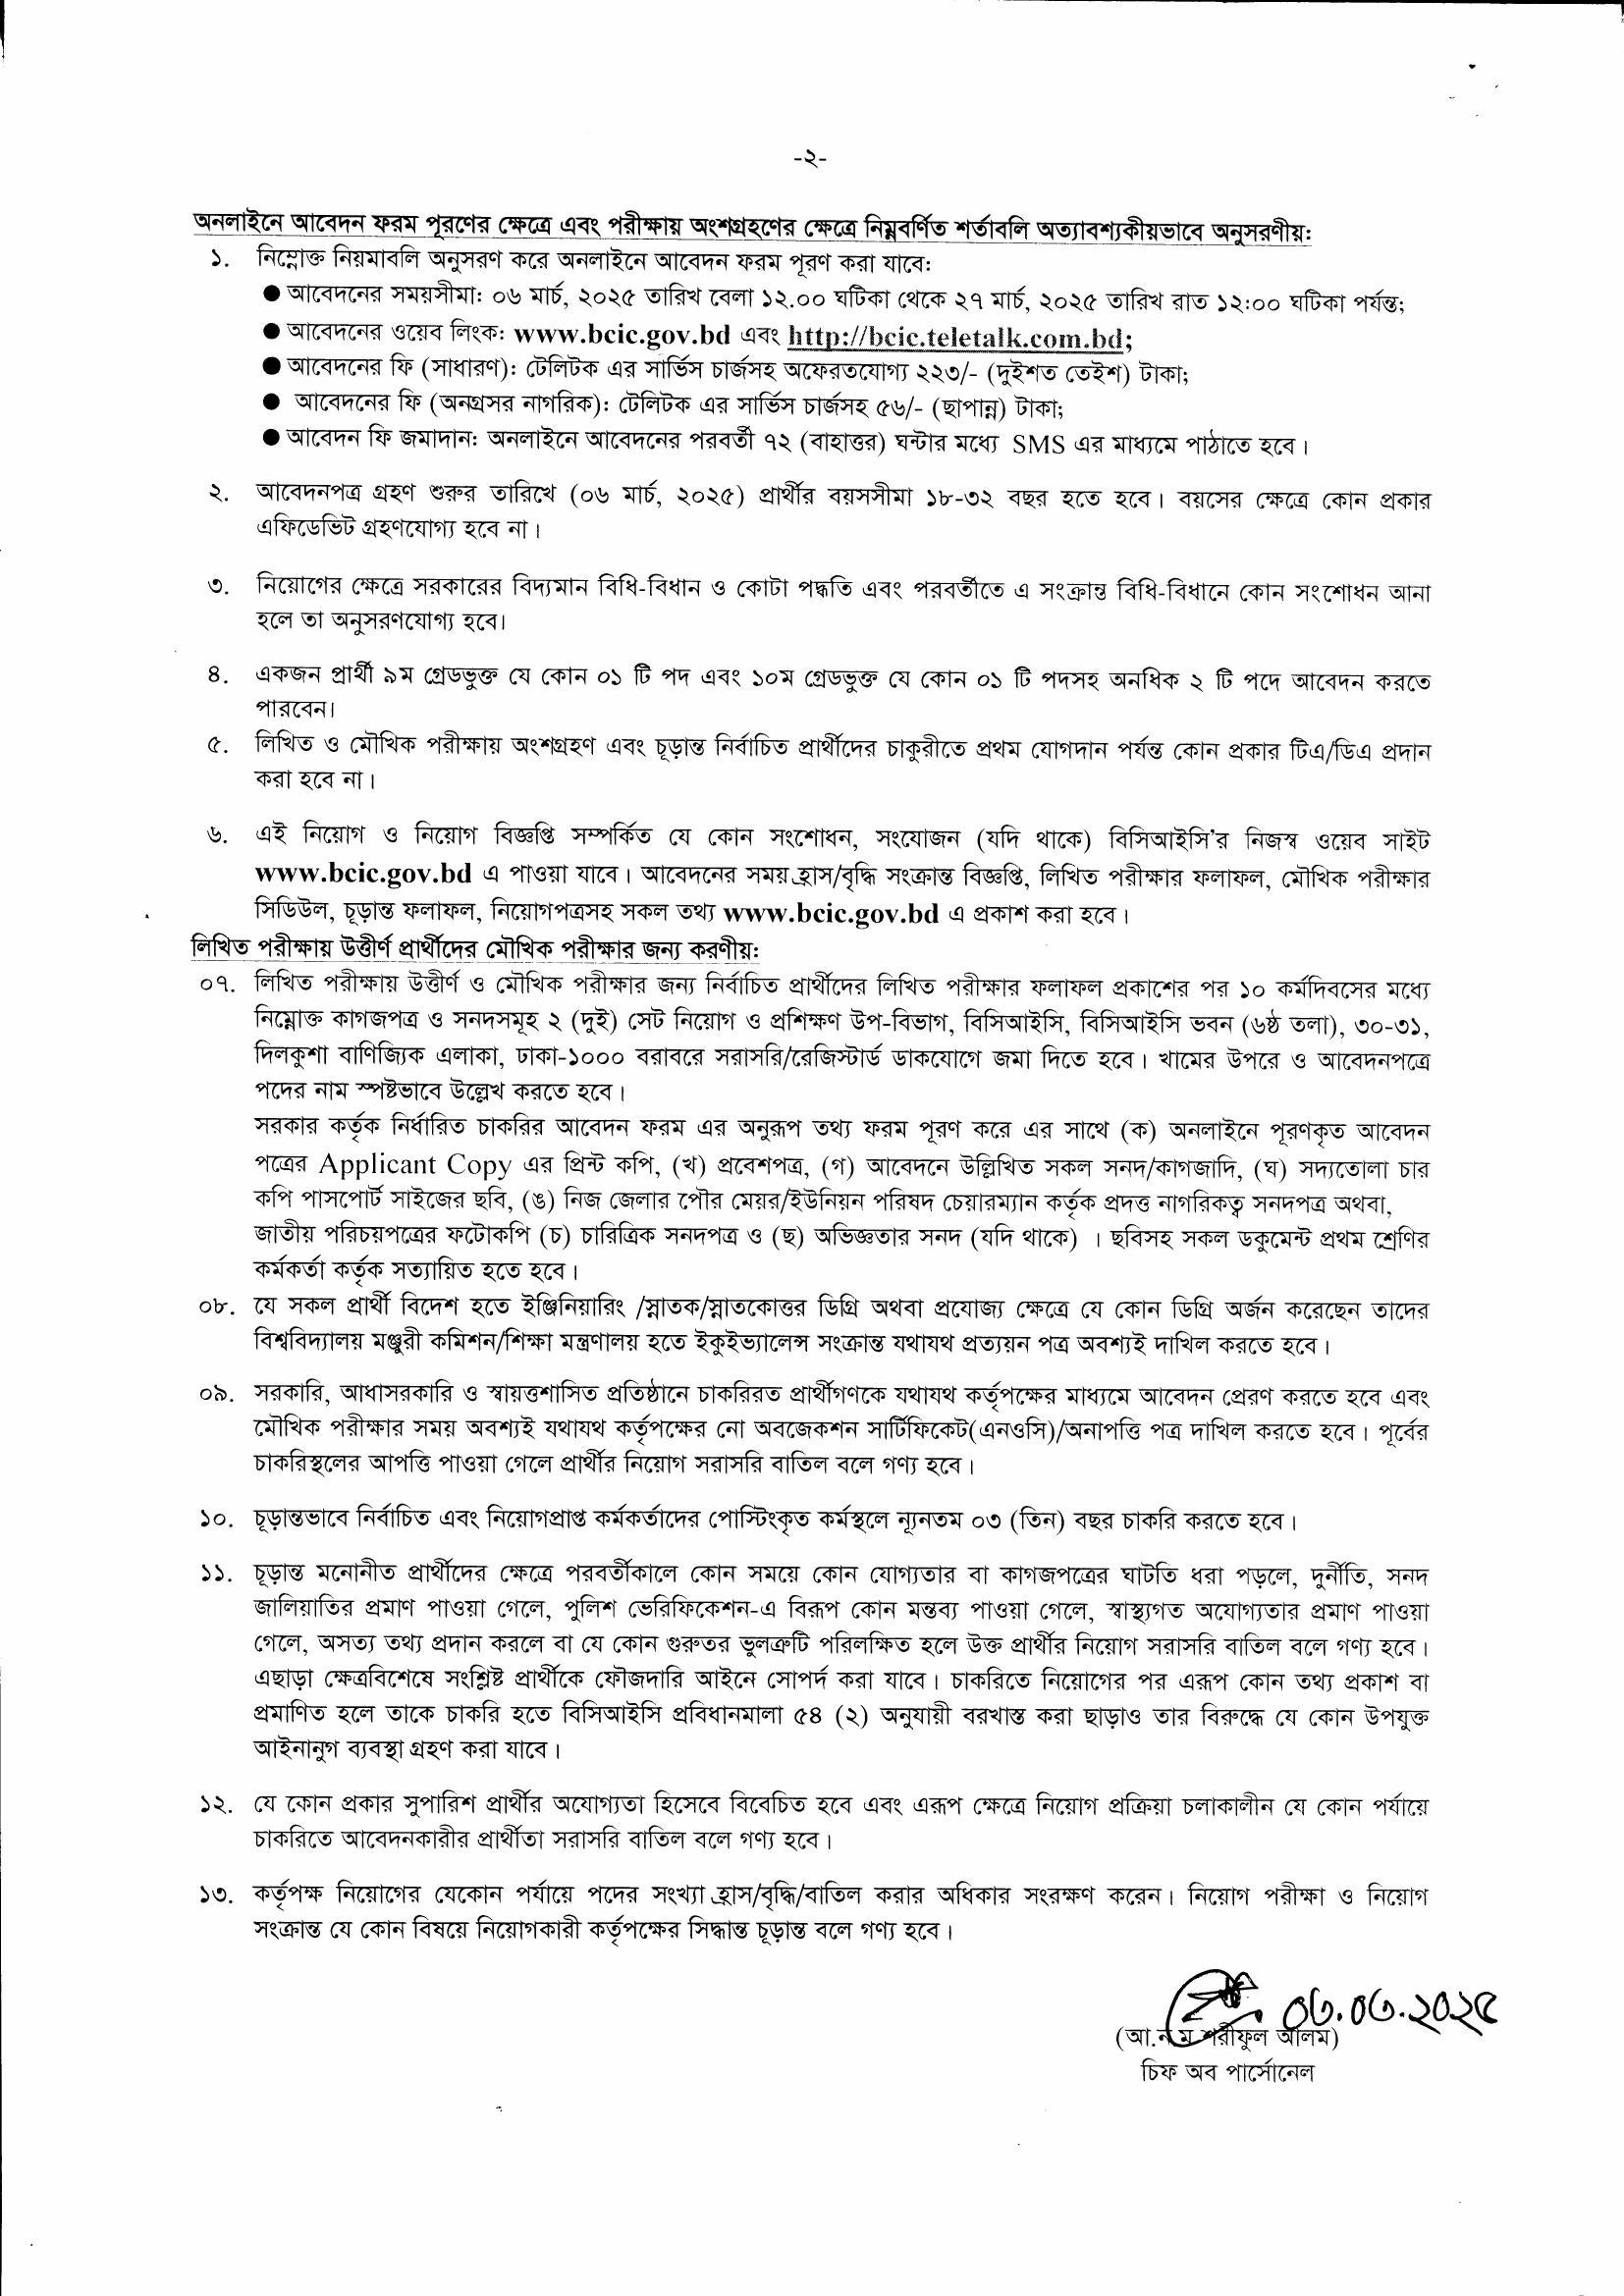 -২-
অনলাইনে আবেদন ফরম পূরণের ক্ষেত্রে এবং পরীক্ষায় অংশগ্রহণের ক্ষেত্রে নিম্নবর্ণিত শর্তাবলি অত্যাবশ্যকীয়ভাবে অনুসরণীয়ঃ
১. নিম্নোক্ত নিয়মাবলি অনুসরণ করে অনলাইনে আবেদন ফরম পূরণ করা যাবে:
● আবেদনের সময়সীমা: ০৬ মার্চ, ২০২৫ তারিখ বেলা ১২.০০ ঘটিকা থেকে ২৭ মার্চ, ২০২৫ তারিখ রাত ১২:০০ ঘটিকা পর্যন্ত;
● আবেদনের ওয়েব লিংক: www.bcic.gov.bd এবং http://bcic.teletalk.com.bd;
● আবেদনের ফি (সাধারণ): টেলিটক এর সার্ভিস চার্জসহ অফেরতযোগ্য ২২৩/- (দুইশত তেইশ) টাকা;
● আবেদনের ফি (অনগ্রসর নাগরিক): টেলিটক এর সার্ভিস চার্জসহ ৫৬/- (ছাপান্ন) টাকা;
● আবেদন ফি জমাদান: অনলাইনে আবেদনের পরবর্তী ৭২ (বাহাত্তর) ঘন্টার মধ্যে SMS এর মাধ্যমে পাঠাতে হবে।
২. আবেদনপত্র গ্রহণ শুরুর তারিখে (০৬ মার্চ, ২০২৫) প্রার্থীর বয়সসীমা ১৮-৩২ বছর হতে হবে। বয়সের ক্ষেত্রে কোন প্রকার
এফিডেভিট গ্রহণযোগ্য হবে না।
৩. নিয়োগের ক্ষেত্রে সরকারের বিদ্যমান বিধি-বিধান ও কোটা পদ্ধতি এবং পরবর্তীতে এ সংক্রান্ত বিধি-বিধানে কোন সংশোধন আনা
হলে তা অনুসরণযোগ্য হবে।
৪. একজন প্রার্থী ৯ম গ্রেডভুক্ত যে কোন ০১ টি পদ এবং ১০ম গ্রেডভুক্ত যে কোন ০১ টি পদসহ অনধিক ২ টি পদে আবেদন করতে
পারবেন।
৫. লিখিত ও মৌখিক পরীক্ষায় অংশগ্রহণ এবং চূড়ান্ত নির্বাচিত প্রার্থীদের চাকুরীতে প্রথম যোগদান পর্যন্ত কোন প্রকার টিএ/ডিএ প্রদান
করা হবে না।
৬. এই নিয়োগ ও নিয়োগ বিজ্ঞপ্তি সম্পর্কিত যে কোন সংশোধন, সংযোজন (যদি থাকে) বিসিআইসি'র নিজস্ব ওয়েব সাইট
www.bcic.gov.bd এ পাওয়া যাবে। আবেদনের সময় হ্রাস/বৃদ্ধি সংক্রান্ত বিজ্ঞপ্তি, লিখিত পরীক্ষার ফলাফল, মৌখিক পরীক্ষার
সিডিউল, চূড়ান্ত ফলাফল, নিয়োগপত্রসহ সকল তথ্য www.bcic.gov.bd এ প্রকাশ করা হবে।
লিখিত পরীক্ষায় উত্তীর্ণ প্রার্থীদের মৌখিক পরীক্ষার জন্য করণীয়ঃ
০৭. লিখিত পরীক্ষায় উত্তীর্ণ ও মৌখিক পরীক্ষার জন্য নির্বাচিত প্রার্থীদের লিখিত পরীক্ষার ফলাফল প্রকাশের পর ১০ কর্মদিবসের মধ্যে
নিম্নোক্ত কাগজপত্র ও সনদসমূহ ২ (দুই) সেট নিয়োগ ও প্রশিক্ষণ উপ-বিভাগ, বিসিআইসি, বিসিআইসি ভবন (৬ষ্ঠ তলা), ৩০-৩১,
দিলকুশা বাণিজ্যিক এলাকা, ঢাকা-১০০০ বরাবরে সরাসরি/রেজিস্টার্ড ডাকযোগে জমা দিতে হবে। খামের উপরে ও আবেদনপত্রে
পদের নাম স্পষ্টভাবে উল্লেখ করতে হবে।
সরকার কর্তৃক নির্ধারিত চাকরির আবেদন ফরম এর অনুরূপ তথ্য ফরম পূরণ করে এর সাথে (ক) অনলাইনে পূরণকৃত আবেদন
পত্রের Applicant Copy এর প্রিন্ট কপি, (খ) প্রবেশপত্র, (গ) আবেদনে উল্লিখিত সকল সনদ/কাগজাদি, (ঘ) সদ্যতোলা চার
কপি পাসপোর্ট সাইজের ছবি, (ঙ) নিজ জেলার পৌর মেয়র/ইউনিয়ন পরিষদ চেয়ারম্যান কর্তৃক প্রদত্ত নাগরিকত্ব সনদপত্র অথবা,
জাতীয় পরিচয়পত্রের ফটোকপি (চ) চারিত্রিক সনদপত্র ও (ছ) অভিজ্ঞতার সনদ (যদি থাকে) । ছবিসহ সকল ডকুমেন্ট প্রথম শ্রেণির
কর্মকর্তা কর্তৃক সত্যায়িত হতে হবে।
০৮. যে সকল প্রার্থী বিদেশ হতে ইঞ্জিনিয়ারিং /স্নাতক/স্নাতকোত্তর ডিগ্রি অথবা প্রযোজ্য ক্ষেত্রে যে কোন ডিগ্রি অর্জন করেছেন তাদের
বিশ্ববিদ্যালয় মঞ্জুরী কমিশন/শিক্ষা মন্ত্রণালয় হতে ইকুইভ্যালেন্স সংক্রান্ত যথাযথ প্রত্যয়ন পত্র অবশ্যই দাখিল করতে হবে।
০৯. সরকারি, আধাসরকারি ও স্বায়ত্তশাসিত প্রতিষ্ঠানে চাকরিরত প্রার্থীগণকে যথাযথ কর্তৃপক্ষের মাধ্যমে আবেদন প্রেরণ করতে হবে এবং
মৌখিক পরীক্ষার সময় অবশ্যই যথাযথ কর্তৃপক্ষের নো অবজেকশন সার্টিফিকেট(এনওসি)/অনাপত্তি পত্র দাখিল করতে হবে। পূর্বের
চাকরিস্থলের আপত্তি পাওয়া গেলে প্রার্থীর নিয়োগ সরাসরি বাতিল বলে গণ্য হবে।
১০. চূড়ান্তভাবে নির্বাচিত এবং নিয়োগপ্রাপ্ত কর্মকর্তাদের পোস্টিংকৃত কর্মস্থলে ন্যূনতম ০৩ (তিন) বছর চাকরি করতে হবে।
১১. চূড়ান্ত মনোনীত প্রার্থীদের ক্ষেত্রে পরবর্তীকালে কোন সময়ে কোন যোগ্যতার বা কাগজপত্রের ঘাটতি ধরা পড়লে, দুর্নীতি, সনদ
জালিয়াতির প্রমাণ পাওয়া গেলে, পুলিশ ভেরিফিকেশন-এ বিরূপ কোন মন্তব্য পাওয়া গেলে, স্বাস্থ্যগত অযোগ্যতার প্রমাণ পাওয়া
গেলে, অসত্য তথ্য প্রদান করলে বা যে কোন গুরুতর ভুলত্রুটি পরিলক্ষিত হলে উক্ত প্রার্থীর নিয়োগ সরাসরি বাতিল বলে গণ্য হবে।
এছাড়া ক্ষেত্রবিশেষে সংশ্লিষ্ট প্রার্থীকে ফৌজদারি আইনে সোপর্দ করা যাবে। চাকরিতে নিয়োগের পর এরূপ কোন তথ্য প্রকাশ বা
প্রমাণিত হলে তাকে চাকরি হতে বিসিআইসি প্রবিধানমালা ৫৪ (২) অনুযায়ী বরখাস্ত করা ছাড়াও তার বিরুদ্ধে যে কোন উপযুক্ত
আইনানুগ ব্যবস্থা গ্রহণ করা যাবে।
১২. যে কোন প্রকার সুপারিশ প্রার্থীর অযোগ্যতা হিসেবে বিবেচিত হবে এবং এরূপ ক্ষেত্রে নিয়োগ প্রক্রিয়া চলাকালীন যে কোন পর্যায়ে
চাকরিতে আবেদনকারীর প্রার্থীতা সরাসরি বাতিল বলে গণ্য হবে।
১৩. কর্তৃপক্ষ নিয়োগের যেকোন পর্যায়ে পদের সংখ্যা হ্রাস/বৃদ্ধি/বাতিল করার অধিকার সংরক্ষণ করেন। নিয়োগ পরীক্ষা ও নিয়োগ
সংক্রান্ত যে কোন বিষয়ে নিয়োগকারী কর্তৃপক্ষের সিদ্ধান্ত চূড়ান্ত বলে গণ্য হবে।
০৩.০৩.২০২৫
(আ.ন ম শরীফুল আলম)
চিফ অব পার্সোনেল